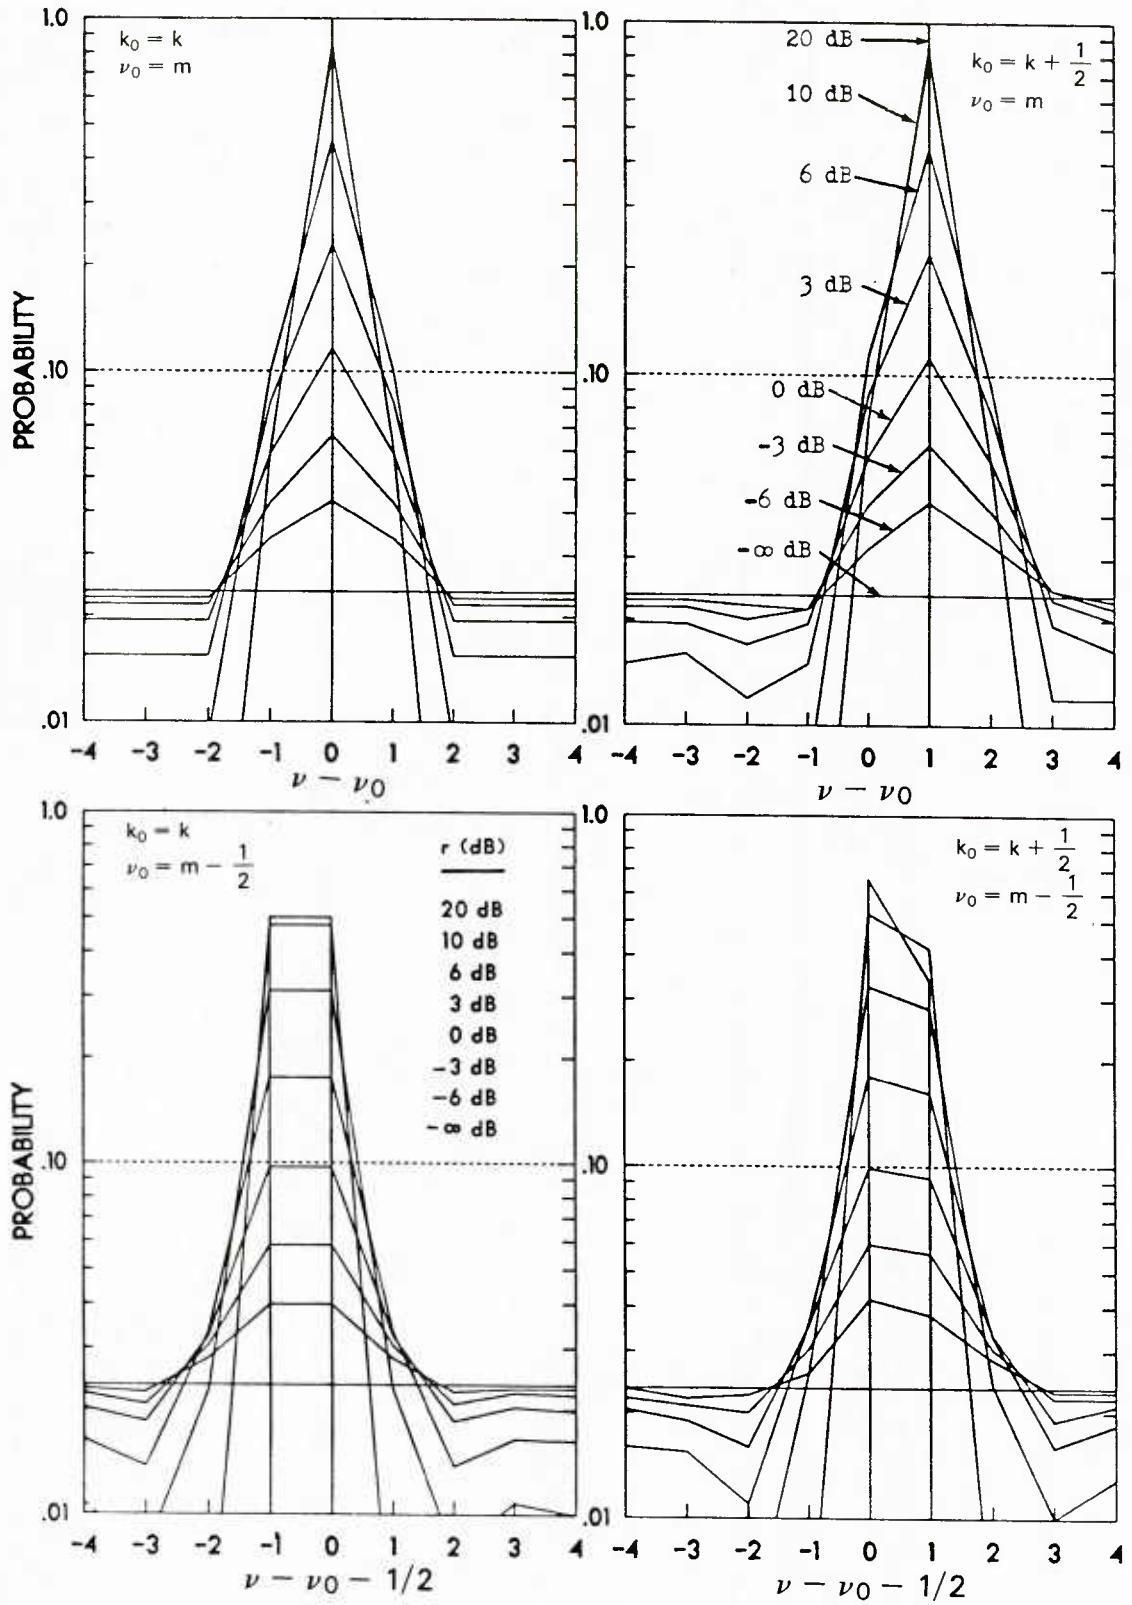 1.0
k₀ = k
ν₀ = m
PROBABILITY
.10
.01
-4 -3 -2 -1 0 1 2 3 4
ν − ν₀
1.0
20 dB
k₀ = k + 1/2
10 dB
ν₀ = m
6 dB
3 dB
.10
0 dB
-3 dB
-6 dB
-∞ dB
.01
-4 -3 -2 -1 0 1 2 3 4
ν − ν₀
1.0
k₀ = k
ν₀ = m − 1/2
r (dB)
20 dB
10 dB
6 dB
3 dB
0 dB
-3 dB
-6 dB
-∞ dB
PROBABILITY
.10
.01
-4 -3 -2 -1 0 1 2 3 4
ν − ν₀ − 1/2
1.0
k₀ = k + 1/2
ν₀ = m − 1/2
.10
.01
-4 -3 -2 -1 0 1 2 3 4
ν − ν₀ − 1/2